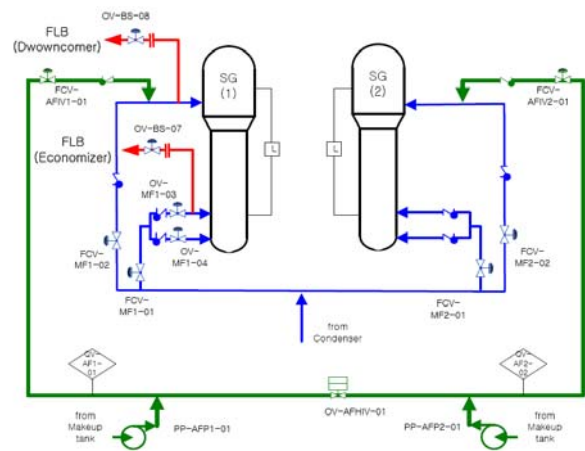 OV-BS-08
FLB
(Dwowncomer)
SG
(1)
SG
(2)
FCV-
AFIV1-01
FCV-
AFIV2-01
FLB
(Economizer)
OV-BS-07
L
L
OV-
MF1-03
OV-
MF1-04
FCV-
MF1-02
FCV-
MF1-01
FCV-
MF2-02
FCV-
MF2-01
from
Condenser
OV-
AF1-
01
OV-
AF2-
02
OV-AFHIV-01
from
Makeup
tank
PP-AFP1-01
PP-AFP2-01
from
Makeup
tank